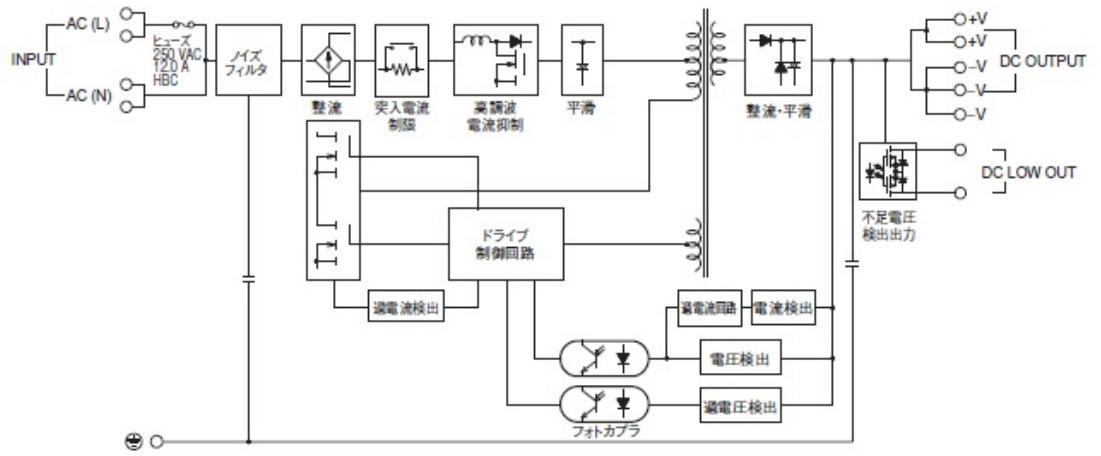 INPUT
AC (L)
AC (N)
ヒューズ
250 VAC
12.0 A
HBC
ノイズ
フィルタ
整流
突入電流
制限
高調波
電流抑制
平滑
整流・平滑
+V
+V
−V
−V
−V
DC OUTPUT
DC LOW OUT
不足電圧
検出出力
ドライブ
制御回路
過電流検出
過電流回路
電流検出
電圧検出
過電圧検出
フォトカプラ